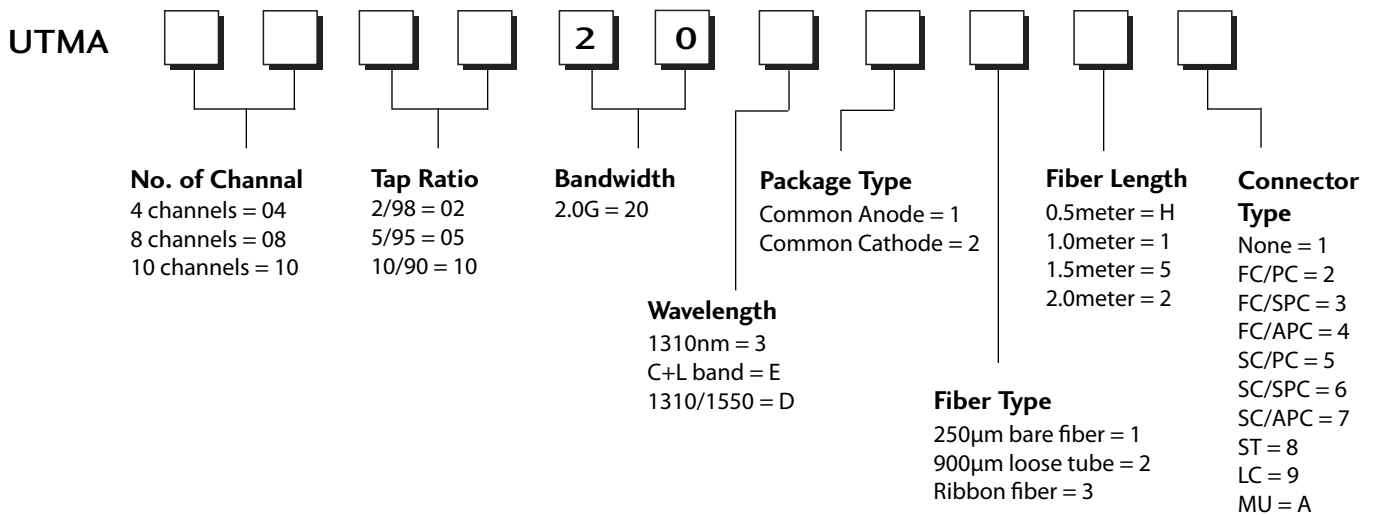 UTMA 2 0
No. of Channal
4 channels = 04
8 channels = 08
10 channels = 10
Tap Ratio
2/98 = 02
5/95 = 05
10/90 = 10
Bandwidth
2.0G = 20
Wavelength
1310nm = 3
C+L band = E
1310/1550 = D
Package Type
Common Anode = 1
Common Cathode = 2
Fiber Type
250µm bare fiber = 1
900µm loose tube = 2
Ribbon fiber = 3
Fiber Length
0.5meter = H
1.0meter = 1
1.5meter = 5
2.0meter = 2
Connector
Type
None = 1
FC/PC = 2
FC/SPC = 3
FC/APC = 4
SC/PC = 5
SC/SPC = 6
SC/APC = 7
ST = 8
LC = 9
MU = A